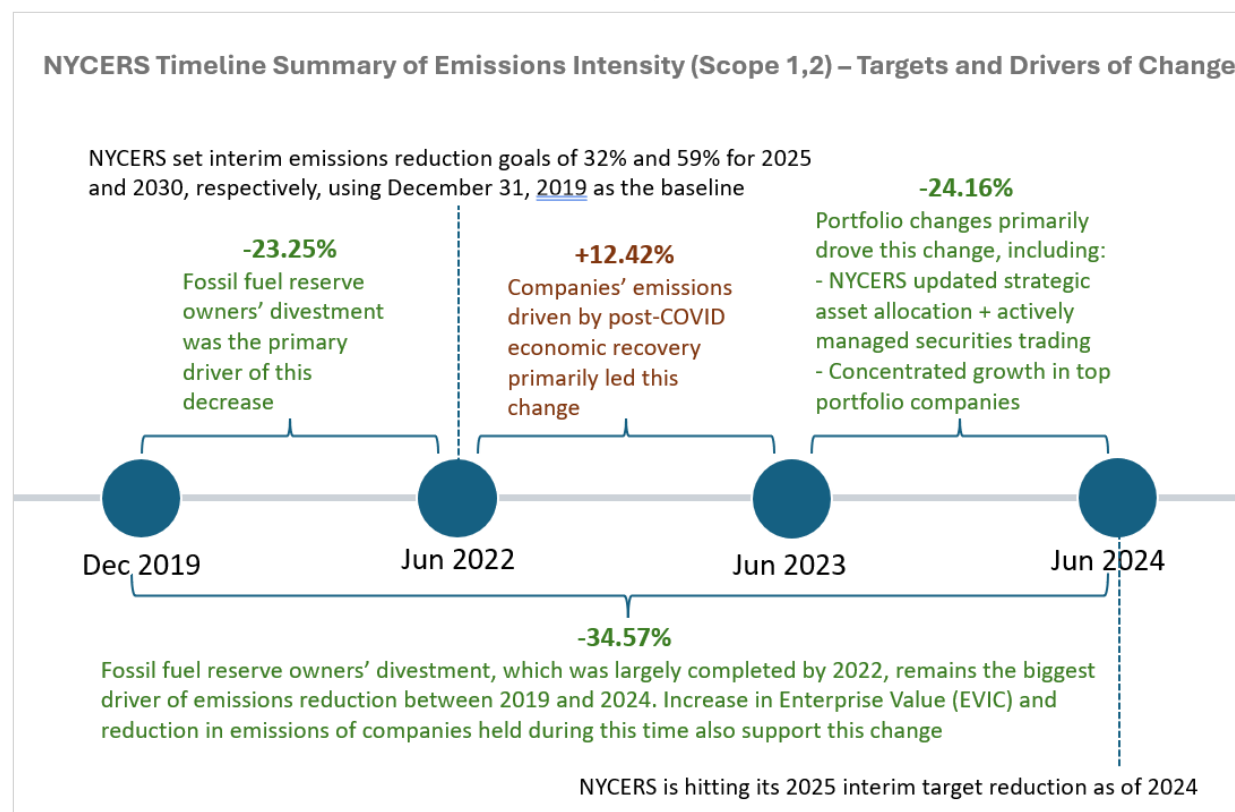 NYCERS Timeline Summary of Emissions Intensity (Scope 1,2) – Targets and Drivers of Change
NYCERS set interim emissions reduction goals of 32% and 59% for 2025
and 2030, respectively, using December 31, 2019 as the baseline
-23.25%
Fossil fuel reserve
owners’ divestment
was the primary
driver of this
decrease
+12.42%
Companies’ emissions
driven by post-COVID
economic recovery
primarily led this
change
-24.16%
Portfolio changes primarily
drove this change, including:
- NYCERS updated strategic
asset allocation + actively
managed securities trading
- Concentrated growth in top
portfolio companies
Dec 2019
Jun 2022
Jun 2023
Jun 2024
-34.57%
Fossil fuel reserve owners’ divestment, which was largely completed by 2022, remains the biggest
driver of emissions reduction between 2019 and 2024. Increase in Enterprise Value (EVIC) and
reduction in emissions of companies held during this time also support this change
NYCERS is hitting its 2025 interim target reduction as of 2024